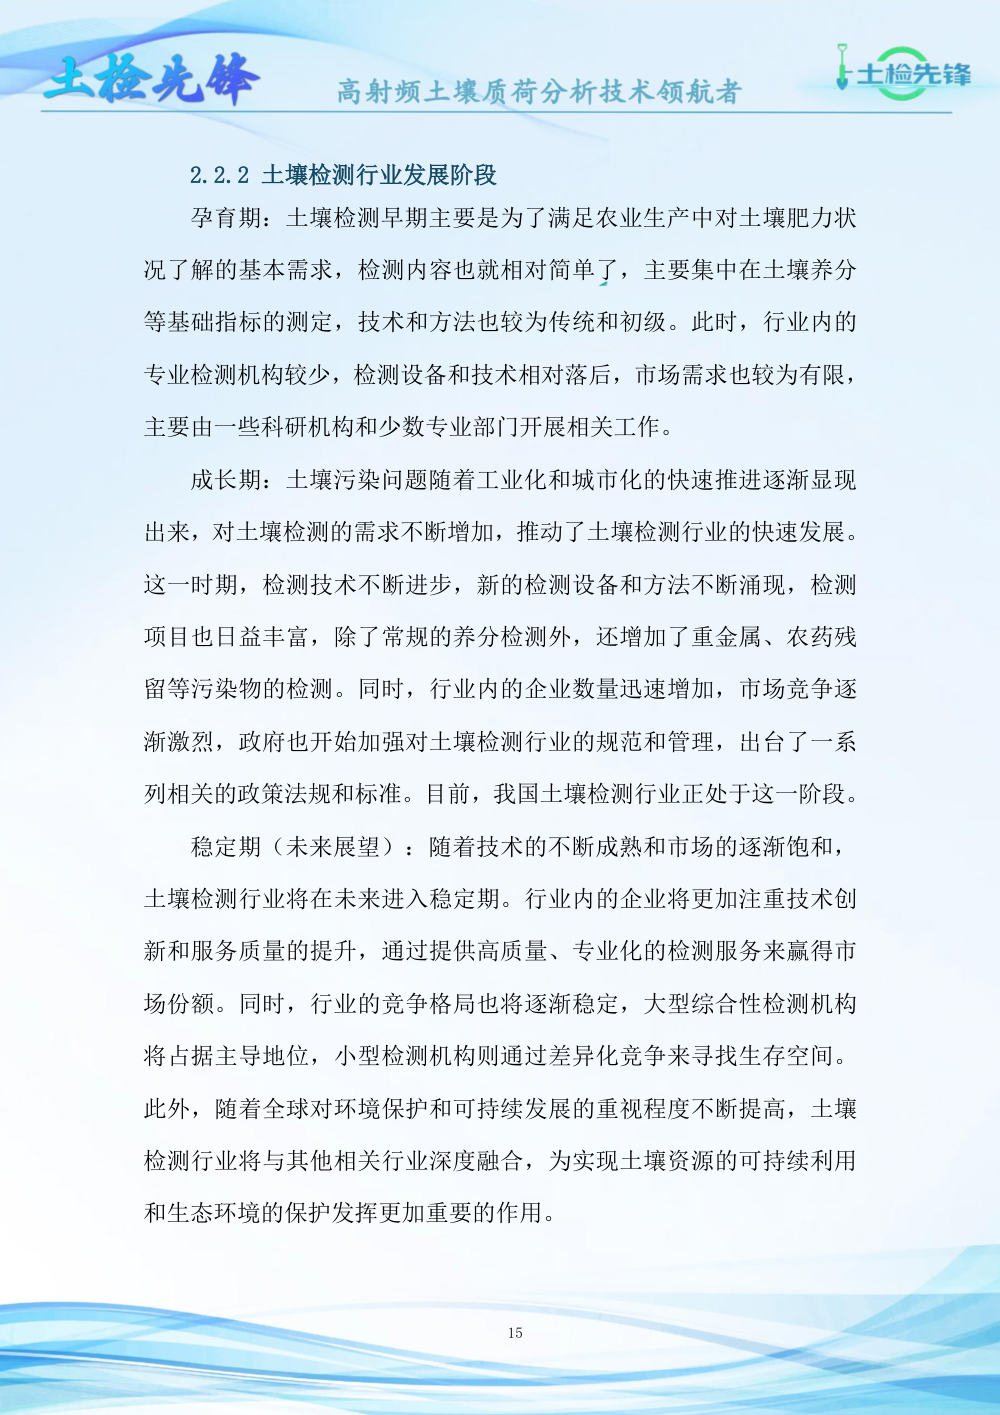 土检先锋
高射频土壤质荷分析技术领航者
土检先锋
2.2.2 土壤检测行业发展阶段
孕育期：土壤检测早期主要是为了满足农业生产中对土壤肥力状
况了解的基本需求，检测内容也就相对简单了，主要集中在土壤养分
等基础指标的测定，技术和方法也较为传统和初级。此时，行业内的
专业检测机构较少，检测设备和技术相对落后，市场需求也较为有限，
主要由一些科研机构和少数专业部门开展相关工作。
成长期：土壤污染问题随着工业化和城市化的快速推进逐渐显现
出来，对土壤检测的需求不断增加，推动了土壤检测行业的快速发展。
这一时期，检测技术不断进步，新的检测设备和方法不断涌现，检测
项目也日益丰富，除了常规的养分检测外，还增加了重金属、农药残
留等污染物的检测。同时，行业内的企业数量迅速增加，市场竞争逐
渐激烈，政府也开始加强对土壤检测行业的规范和管理，出台了一系
列相关的政策法规和标准。目前，我国土壤检测行业正处于这一阶段。
稳定期（未来展望）：随着技术的不断成熟和市场的逐渐饱和，
土壤检测行业将在未来进入稳定期。行业内的企业将更加注重技术创
新和服务质量的提升，通过提供高质量、专业化的检测服务来赢得市
场份额。同时，行业的竞争格局也将逐渐稳定，大型综合性检测机构
将占据主导地位，小型检测机构则通过差异化竞争来寻找生存空间。
此外，随着全球对环境保护和可持续发展的重视程度不断提高，土壤
检测行业将与其他相关行业深度融合，为实现土壤资源的可持续利用
和生态环境的保护发挥更加重要的作用。
15